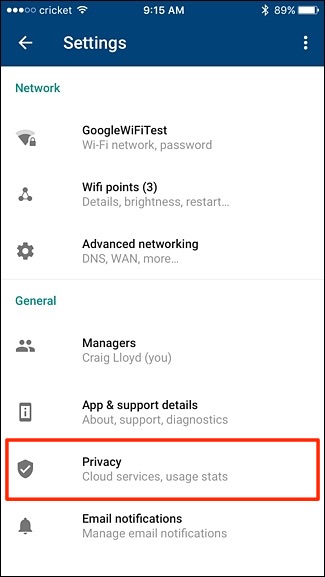 cricket 9:15 AM 89%
Settings
Network
GoogleWiFiTest
Wi-Fi network, password
Wifi points (3)
Details, brightness, restart...
Advanced networking
DNS, WAN, more...
General
Managers
Craig Lloyd (you)
App & support details
About, support, diagnostics
Privacy
Cloud services, usage stats
Email notifications
Manage email notifications